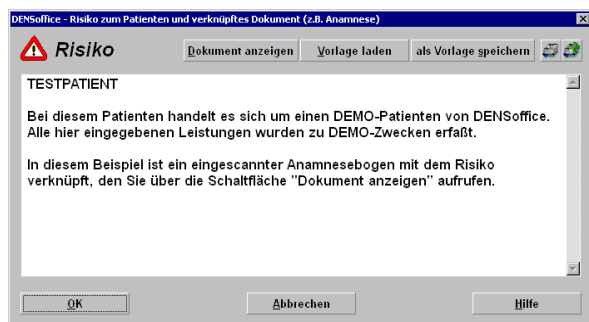 DENSoffice - Risiko zum Patienten und verknüpftes Dokument (z.B. Anamnese)
Risiko
Dokument anzeigen
Vorlage laden
als Vorlage speichern
TESTPATIENT
Bei diesem Patienten handelt es sich um einen DEMO-Patienten von DENSoffice.
Alle hier eingegebenen Leistungen wurden zu DEMO-Zwecken erfaßt.
In diesem Beispiel ist ein eingescannter Anamnesebogen mit dem Risiko
verknüpft, den Sie über die Schaltfläche "Dokument anzeigen" aufrufen.
OK
Abbrechen
Hilfe